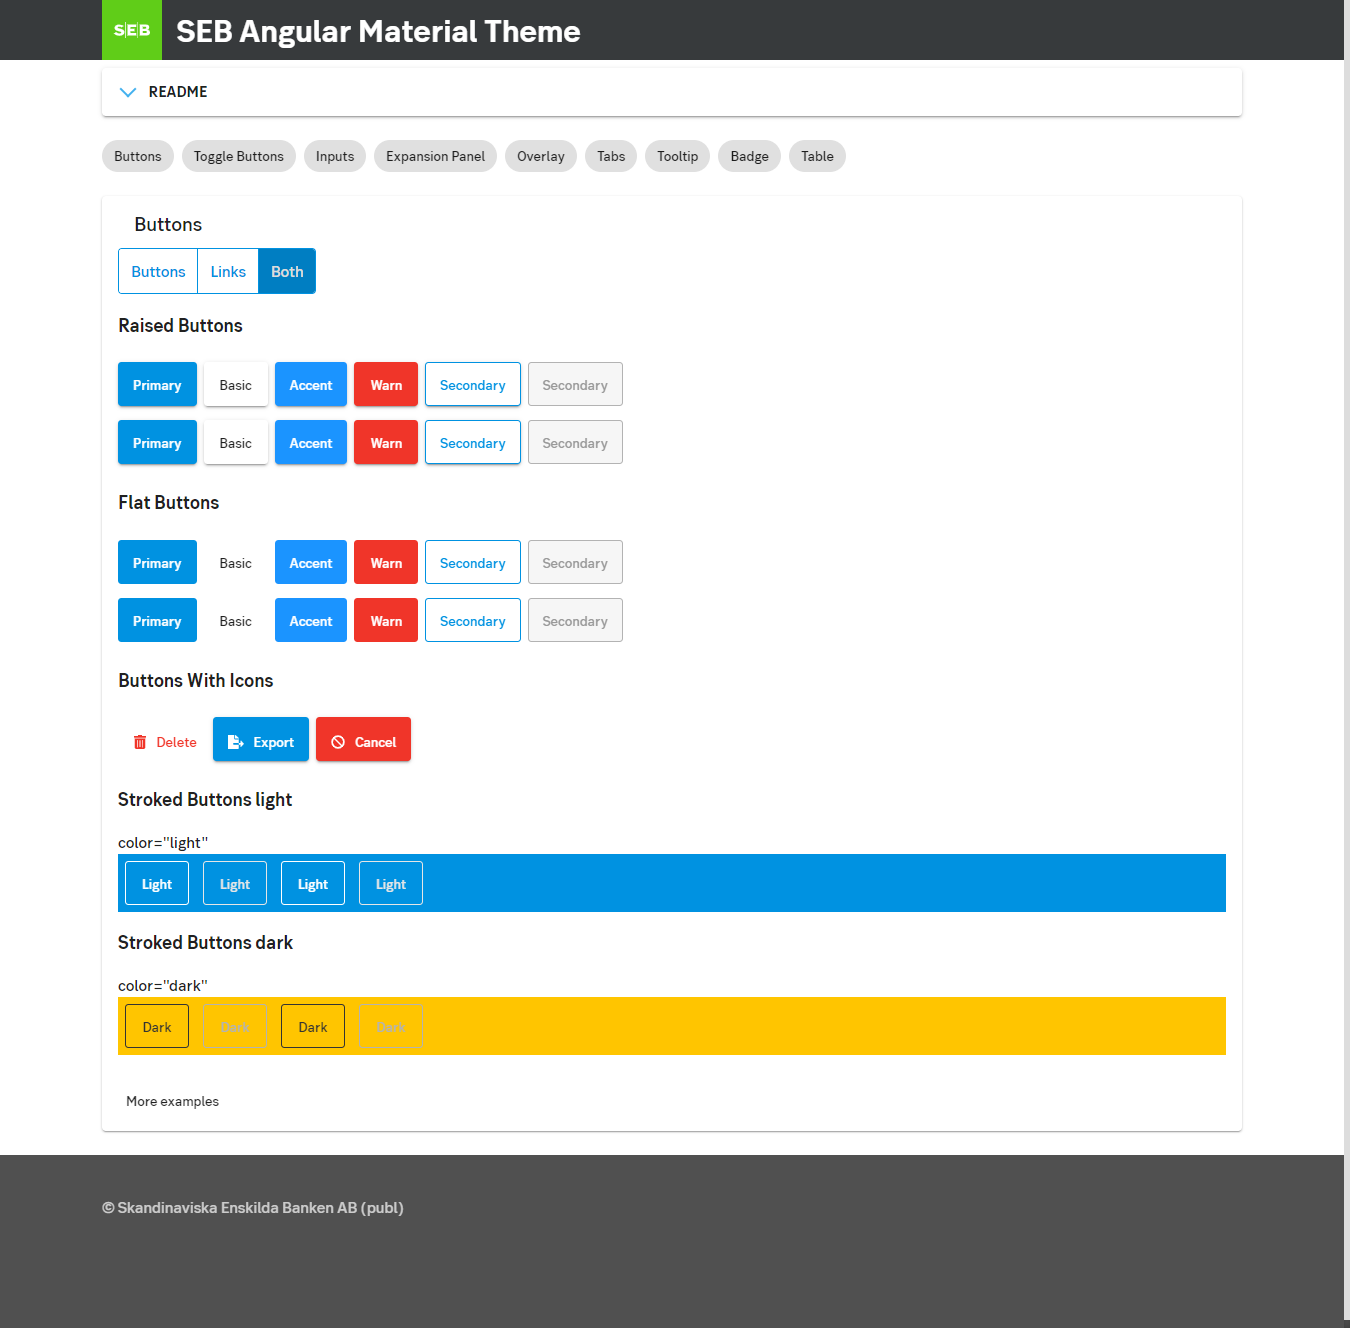 SEB SEB Angular Material Theme
README
Buttons Toggle Buttons Inputs Expansion Panel Overlay Tabs Tooltip Badge Table
Buttons
Buttons Links Both
Raised Buttons
Primary Basic Accent Warn Secondary Secondary
Primary Basic Accent Warn Secondary Secondary
Flat Buttons
Primary Basic Accent Warn Secondary Secondary
Primary Basic Accent Warn Secondary Secondary
Buttons With Icons
Delete Export Cancel
Stroked Buttons light
color="light"
Light Light Light Light
Stroked Buttons dark
color="dark"
Dark Dark Dark Dark
More examples
© Skandinaviska Enskilda Banken AB (publ)